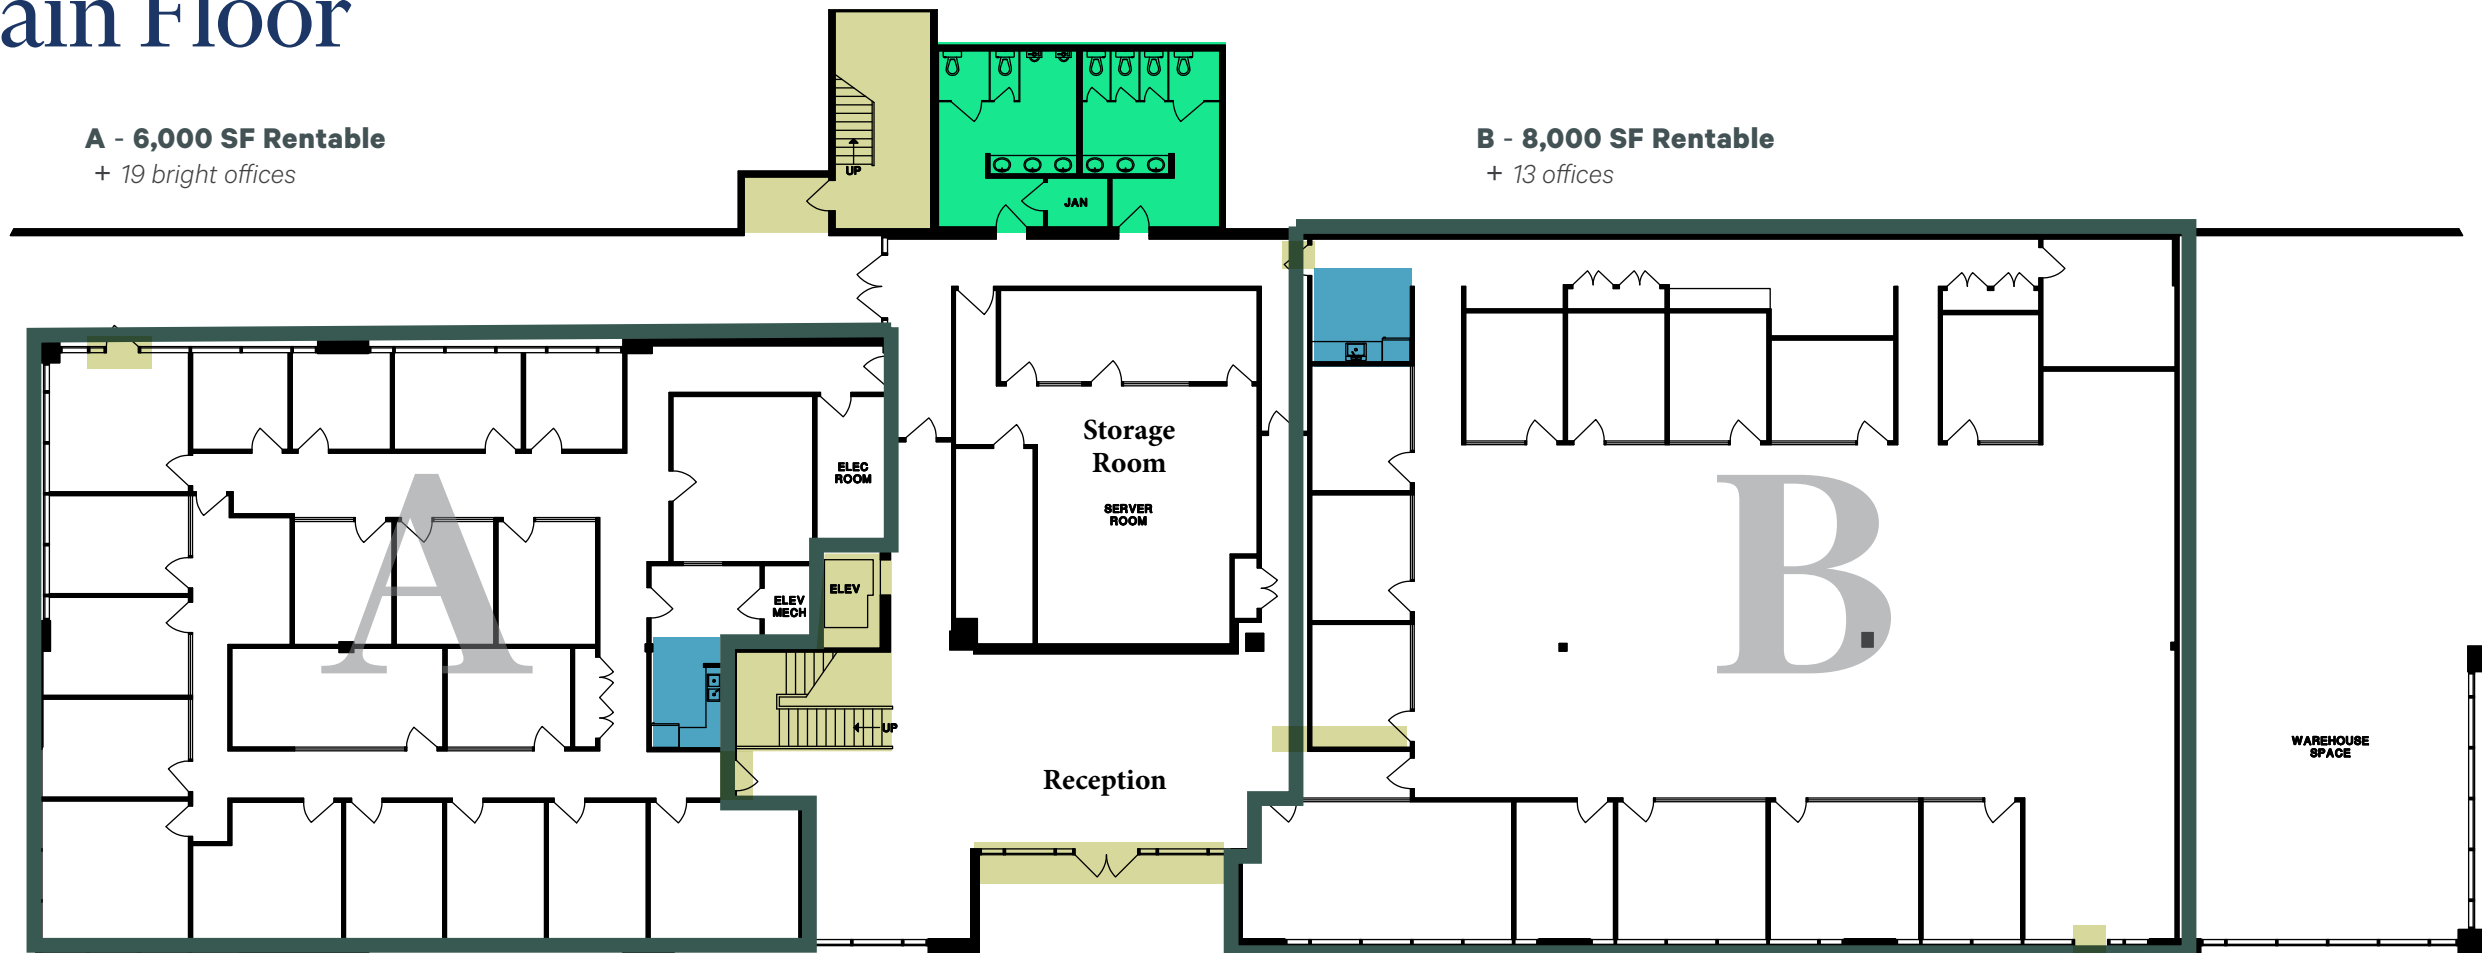 ain Floor
A - 6,000 SF Rentable
+ 19 bright offices
B - 8,000 SF Rentable
+ 13 offices
UP
JAN
Storage
Room
SERVER
ROOM
ELEC
ROOM
ELEV
ELEV
MECH
UP
A
B
Reception
WAREHOUSE
SPACE